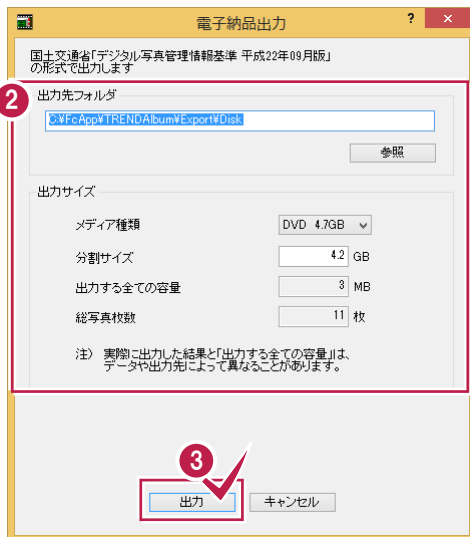 電子納品出力
? ×
国土交通省「デジタル写真管理情報基準 平成22年09月版」
の形式で出力します
2
出力先フォルダ
C:¥FcApp¥TRENDAlbum¥Export¥Disk
参照
出力サイズ
メディア種類 DVD 4.7GB
分割サイズ 4.2 GB
出力する全ての容量 3 MB
総写真枚数 11 枚
注) 実際に出力した結果と「出力する全ての容量」は、
データや出力先によって異なることがあります。
3
出力 キャンセル